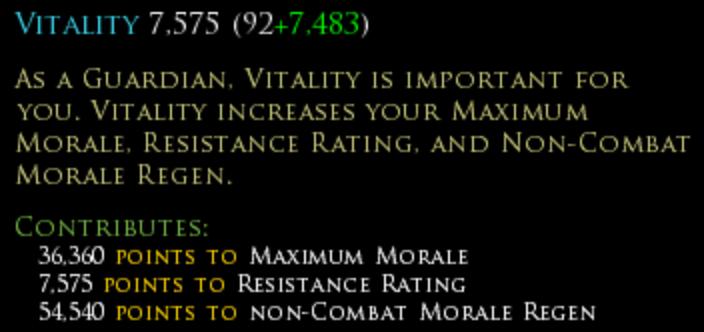 Vitality 7,575 (92+7,483)
As a Guardian, Vitality is important for
you. Vitality increases your Maximum
Morale, Resistance Rating, and Non-Combat
Morale Regen.
Contributes:
36,360 points to Maximum Morale
7,575 points to Resistance Rating
54,540 points to non-Combat Morale Regen